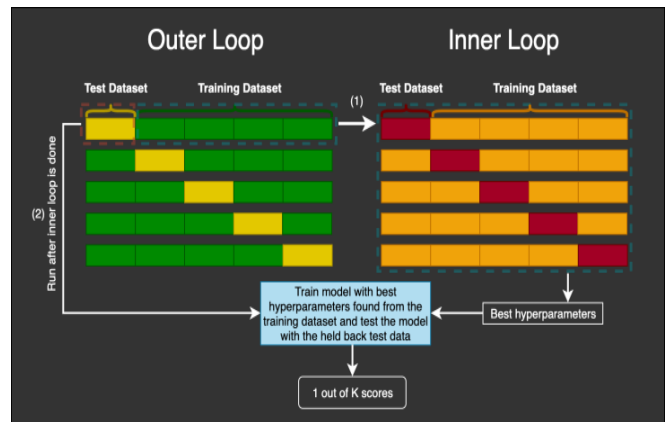 Outer Loop
Inner Loop
Test Dataset
Training Dataset
(1)
Test Dataset
Training Dataset
(2)
Run after inner loop is done
Train model with best
hyperparameters found from the
training dataset and test the model
with the held back test data
Best hyperparameters
1 out of K scores